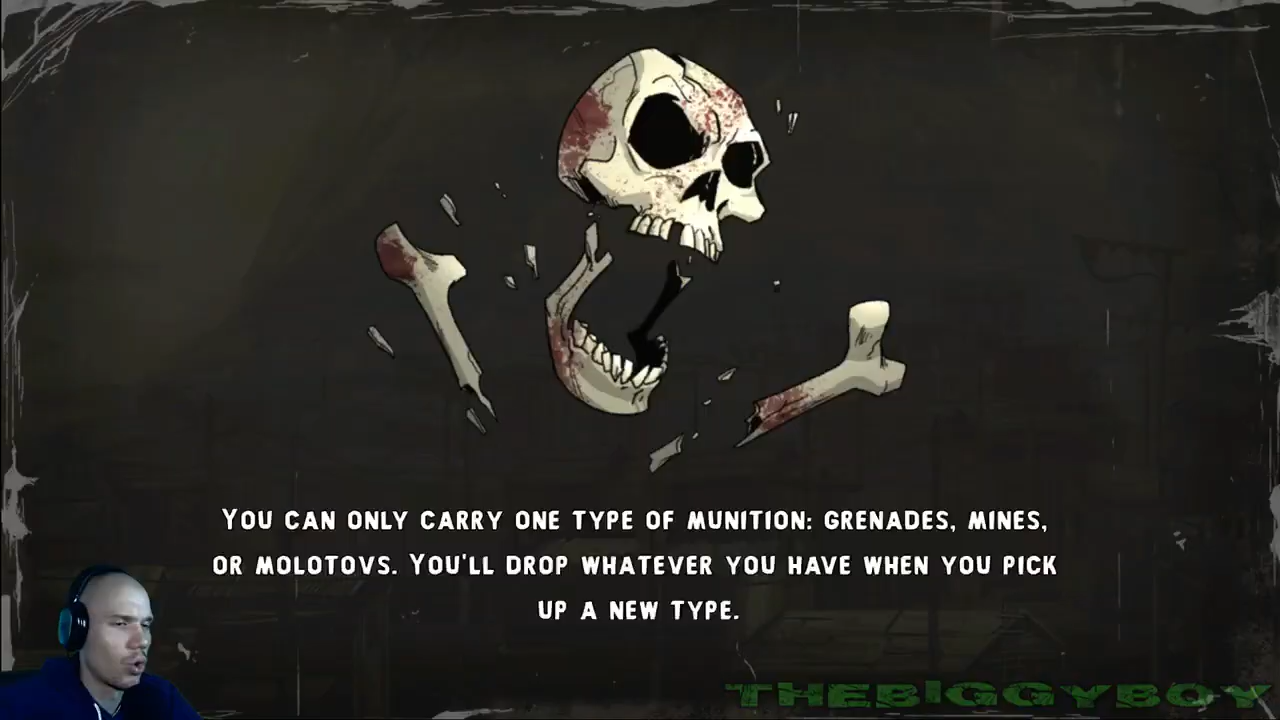 You can only carry one type of munition: grenades, mines,
or molotovs. You'll drop whatever you have when you pick
up a new type.
THEBIGGYBOY